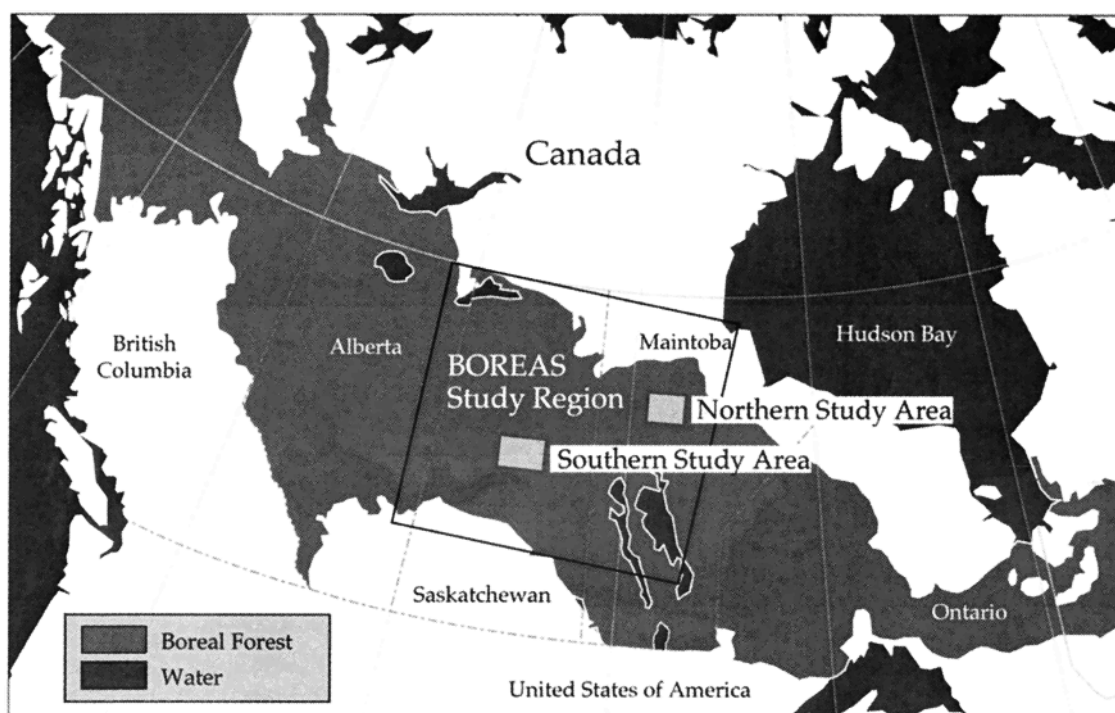 Canada
British
Columbia
Alberta
Maintoba
Hudson Bay
BOREAS
Study Region
Northern Study Area
Southern Study Area
Saskatchewan
Ontario
Boreal Forest
Water
United States of America